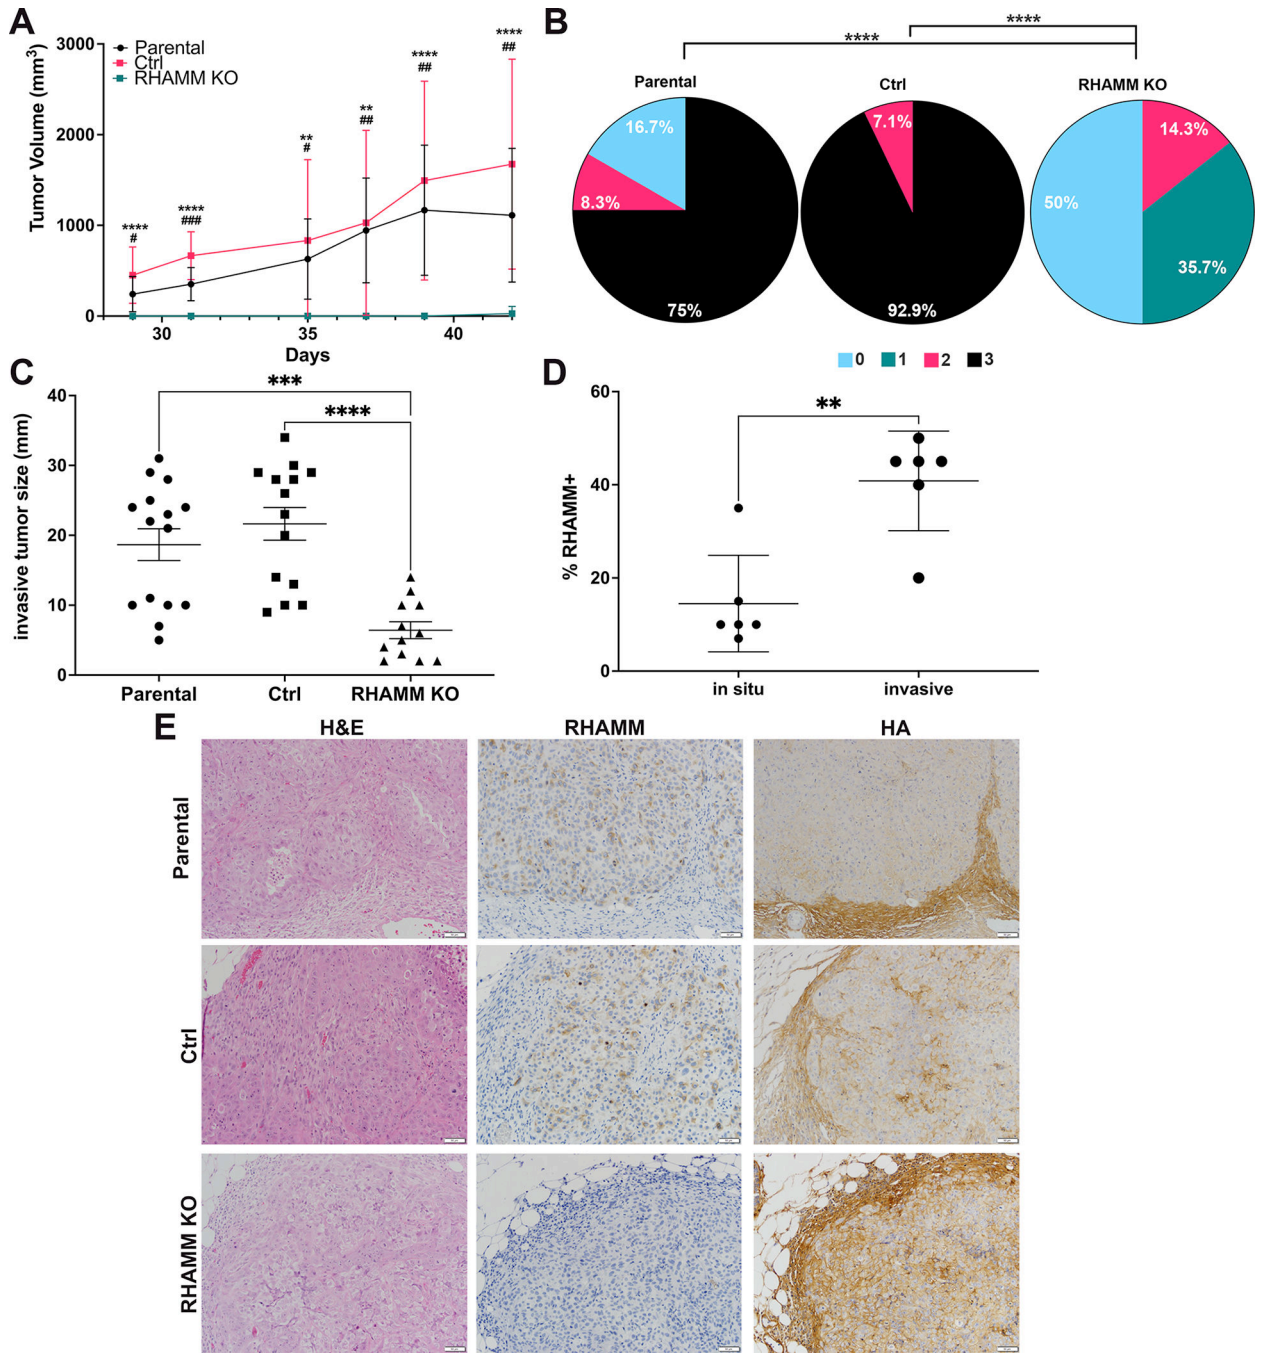 A
Tumor Volume (mm³)
3000
2000
1000
0
30
35
40
Days
Parental
Ctrl
RHAMM KO
****
#
****
###
**
#
**
##
****
##
****
##
B
****
****
Parental
Ctrl
RHAMM KO
16.7%
8.3%
75%
7.1%
92.9%
14.3%
50%
35.7%
0 1 2 3
C
invasive tumor size (mm)
40
30
20
10
0
***
****
Parental Ctrl RHAMM KO
D
% RHAMM+
60
40
20
0
**
in situ invasive
E
H&E RHAMM HA
Parental
Ctrl
RHAMM KO